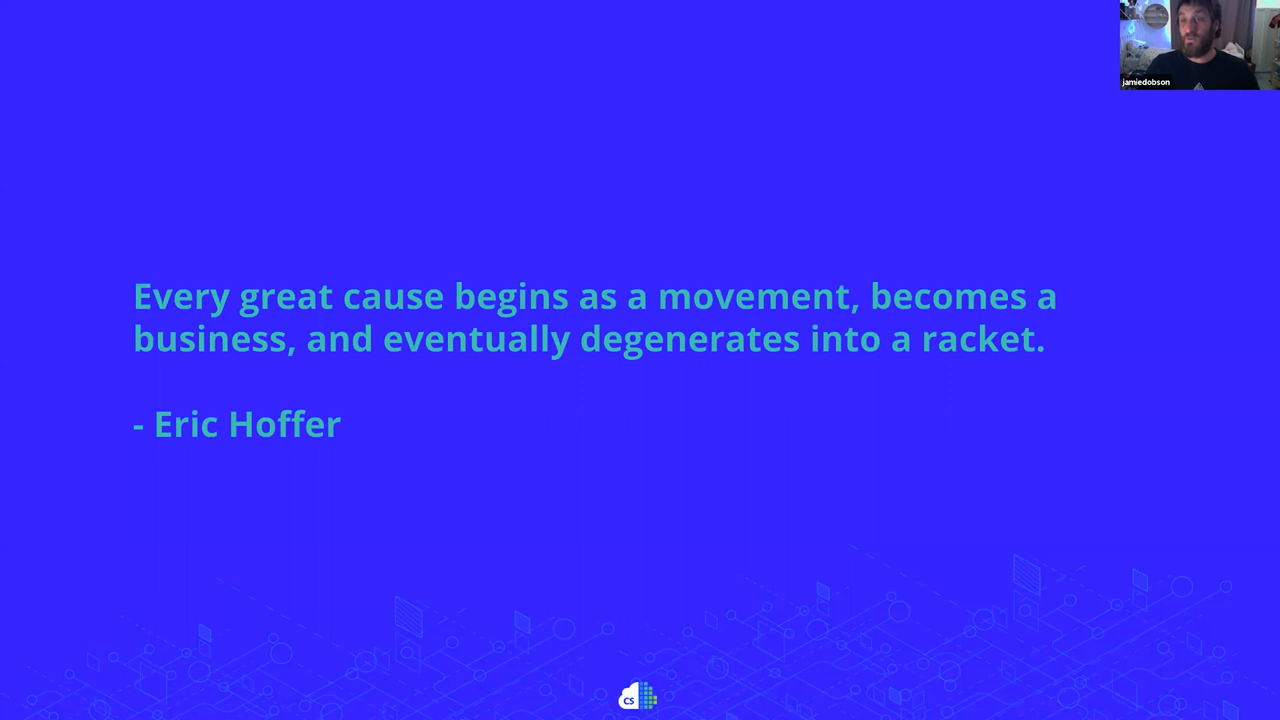 jamiedobson
Every great cause begins as a movement, becomes a
business, and eventually degenerates into a racket.
- Eric Hoffer
CS